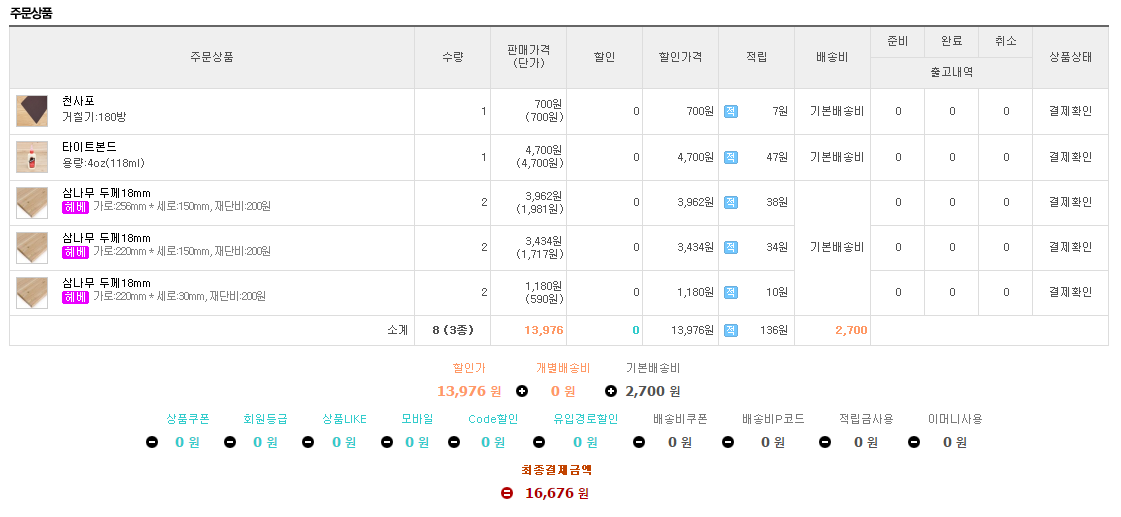 주문상품
주문상품 수량 판매가격 (단가) 할인 할인가격 적립 배송비 준비 완료 취소 상품상태
출고내역
천사포
거칠기:180방 1 700원 (700원) 0 700원 적 7원 기본배송비 0 0 0 결제확인
타이트본드
용량:4oz(118ml) 1 4,700원 (4,700원) 0 4,700원 적 47원 기본배송비 0 0 0 결제확인
삼나무 두께18mm
헤베 가로:256mm * 세로:150mm, 재단비:200원 2 3,962원 (1,981원) 0 3,962원 적 38원 0 0 0 결제확인
삼나무 두께18mm
헤베 가로:220mm * 세로:150mm, 재단비:200원 2 3,434원 (1,717원) 0 3,434원 적 34원 기본배송비 0 0 0 결제확인
삼나무 두께18mm
헤베 가로:220mm * 세로:30mm, 재단비:200원 2 1,180원 (590원) 0 1,180원 적 10원 0 0 0 결제확인
소계 8 (3종) 13,976 0 13,976원 적 136원 2,700
할인가 개별배송비 기본배송비
13,976 원 + 0 원 + 2,700 원
상품쿠폰 회원등급 상품LIKE 모바일 Code할인 유입경로할인 배송비쿠폰 배송비P코드 적립금사용 이머니사용
- 0 원 - 0 원 - 0 원 - 0 원 - 0 원 - 0 원 - 0 원 - 0 원 - 0 원 - 0 원
최종결제금액
= 16,676 원